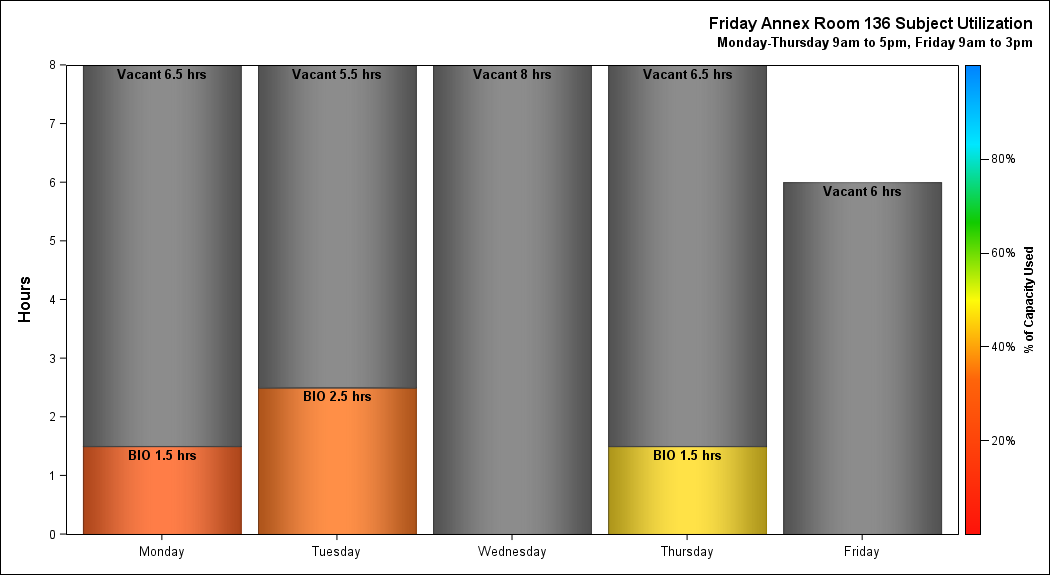 Friday Annex Room 136 Subject Utilization
Monday-Thursday 9am to 5pm, Friday 9am to 3pm
Hours
8
7
6
5
4
3
2
1
0
Vacant 6.5 hrs
BIO 1.5 hrs
Vacant 5.5 hrs
BIO 2.5 hrs
Vacant 8 hrs
Vacant 6.5 hrs
BIO 1.5 hrs
Vacant 6 hrs
Monday
Tuesday
Wednesday
Thursday
Friday
80%
60%
40%
20%
% of Capacity Used